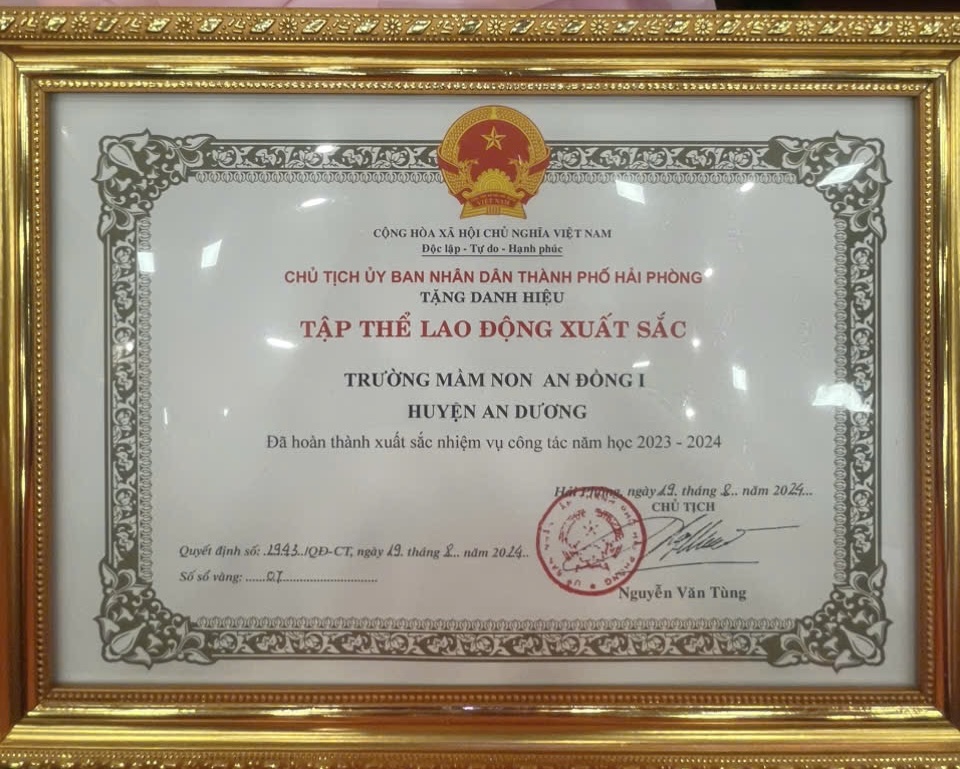 VIỆT NAM
CỘNG HÒA XÃ HỘI CHỦ NGHĨA VIỆT NAM
Độc lập - Tự do - Hạnh phúc
CHỦ TỊCH ỦY BAN NHÂN DÂN THÀNH PHỐ HẢI PHÒNG
TẶNG DANH HIỆU
TẬP THỂ LAO ĐỘNG XUẤT SẮC
TRƯỜNG MẦM NON AN ĐỒNG I
HUYỆN AN DƯƠNG
Đã hoàn thành xuất sắc nhiệm vụ công tác năm học 2023 - 2024
Hải Phòng, ngày 19. tháng 8.. năm 2024...
CHỦ TỊCH
Quyết định số: .1943../QĐ-CT, ngày 19. tháng 8.. năm 2024..
Số sổ vàng: ......07.......................
Nguyễn Văn Tùng